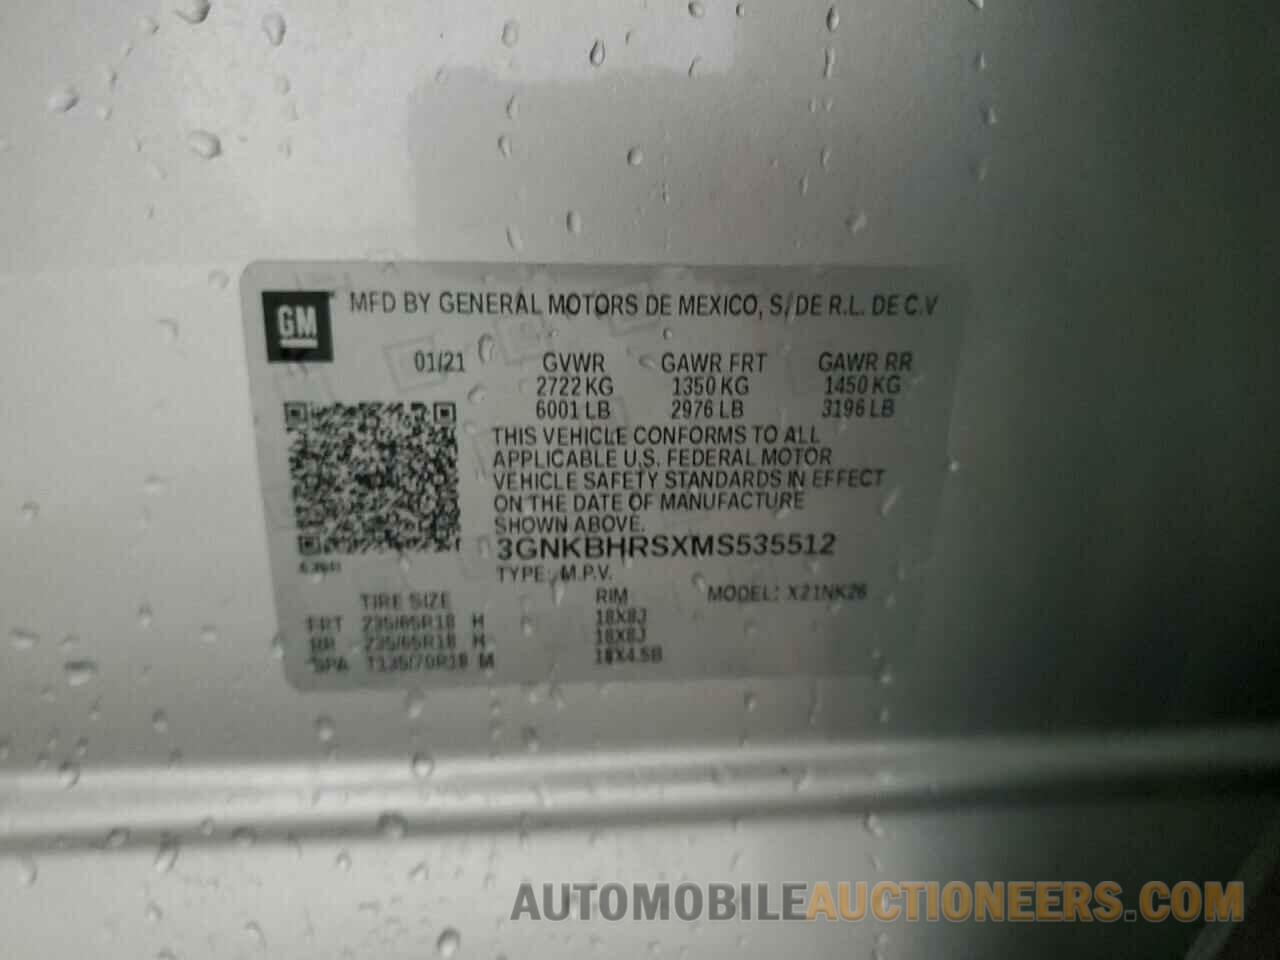 GM MFD BY GENERAL MOTORS DE MEXICO, S/DE R.L. DE C.V
01/21 GVWR GAWR FRT GAWR RR
2722 KG 1350 KG 1450 KG
6001 LB 2976 LB 3196 LB
THIS VEHICLE CONFORMS TO ALL
APPLICABLE U.S. FEDERAL MOTOR
VEHICLE SAFETY STANDARDS IN EFFECT
ON THE DATE OF MANUFACTURE
SHOWN ABOVE.
3GNKBHRSXMS535512
TYPE: M.P.V.
TIRE SIZE RIM MODEL: X21NK26
FRT 235/65R18 H 18X8J
RR 235/65R18 H 18X8J
SPA T135/70R18 M 18X4.5B
AUTOMOBILEAUCTIONEERS.COM